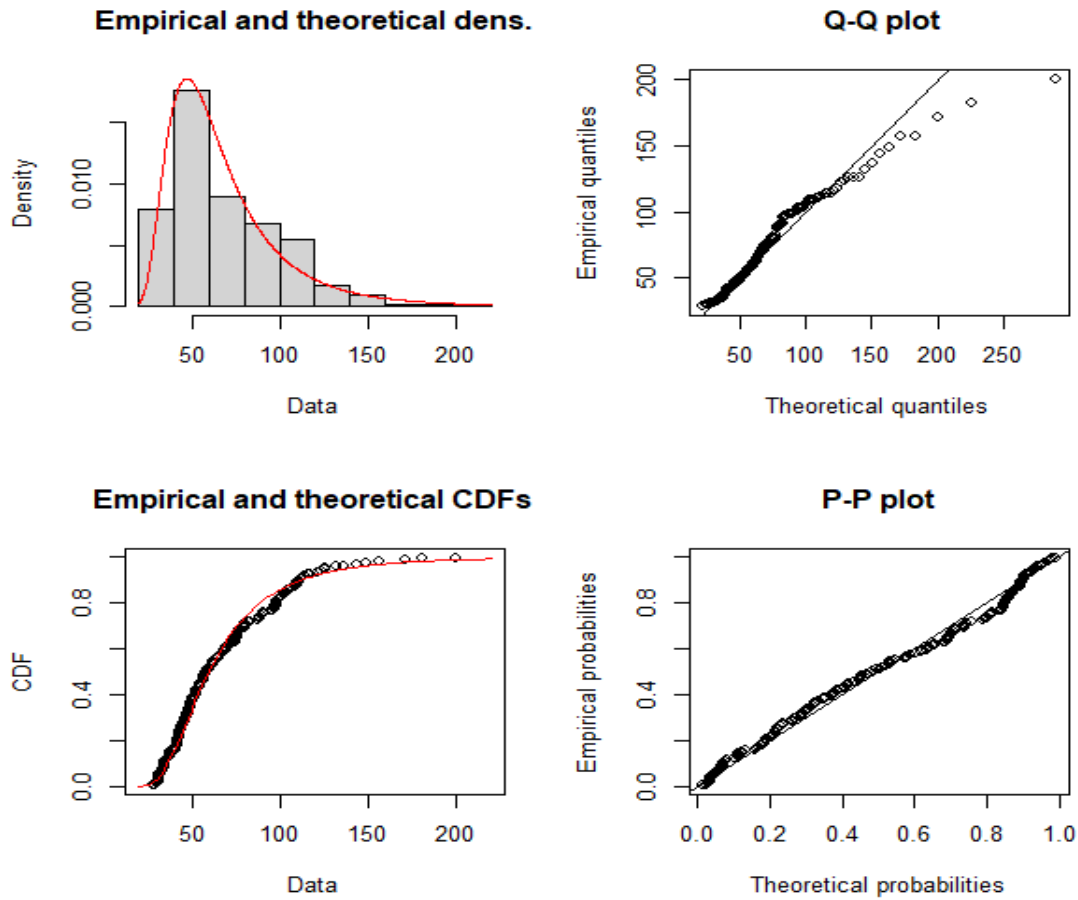 Empirical and theoretical dens.
Density
0.000
0.010
50
100
150
200
Data
Q-Q plot
Empirical quantiles
50
100
150
200
50
100
150
200
250
Theoretical quantiles
Empirical and theoretical CDFs
CDF
0.0
0.4
0.8
50
100
150
200
Data
P-P plot
Empirical probabilities
0.0
0.4
0.8
0.0
0.2
0.4
0.6
0.8
1.0
Theoretical probabilities